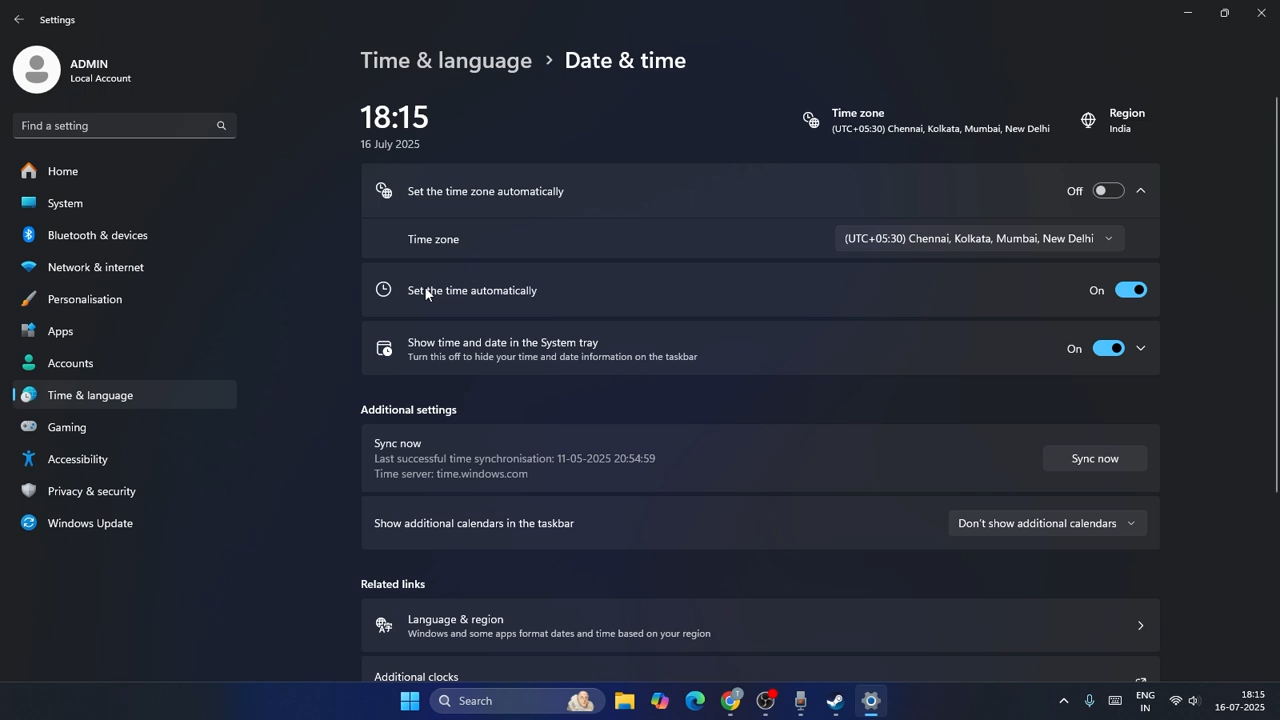 Settings
ADMIN
Local Account
Find a setting
Home
System
Bluetooth & devices
Network & internet
Personalisation
Apps
Accounts
Time & language
Gaming
Accessibility
Privacy & security
Windows Update
Time & language > Date & time
18:15
16 July 2025
Time zone
(UTC+05:30) Chennai, Kolkata, Mumbai, New Delhi
Region
India
Set the time zone automatically
Off
Time zone
(UTC+05:30) Chennai, Kolkata, Mumbai, New Delhi
Set the time automatically
On
Show time and date in the System tray
Turn this off to hide your time and date information on the taskbar
On
Additional settings
Sync now
Last successful time synchronisation: 11-05-2025 20:54:59
Time server: time.windows.com
Sync now
Show additional calendars in the taskbar
Don't show additional calendars
Related links
Language & region
Windows and some apps format dates and time based on your region
Additional clocks
Search
ENG
IN
18:15
16-07-2025